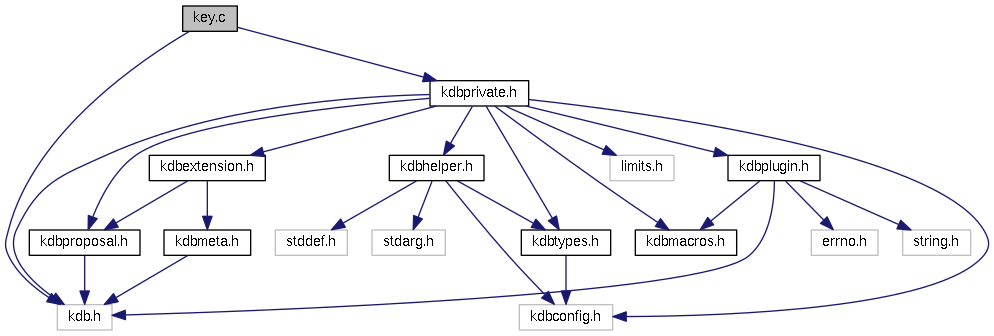 key.c
kdbprivate.h
kdbextension.h
kdbhelper.h
limits.h
kdbplugin.h
kdbproposal.h
kdbmeta.h
stddef.h
stdarg.h
kdbtypes.h
kdbmacros.h
errno.h
string.h
kdb.h
kdbconfig.h